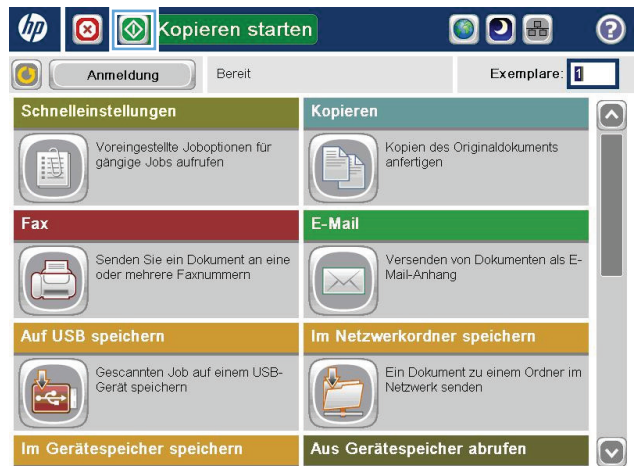 hp Kopieren starten ?
Anmeldung Bereit Exemplare: 1
Schnelleinstellungen
Voreingestellte Joboptionen für
gängige Jobs aufrufen
Kopieren
Kopien des Originaldokuments
anfertigen
Fax
Senden Sie ein Dokument an eine
oder mehrere Faxnummern
E-Mail
Versenden von Dokumenten als E-
Mail-Anhang
Auf USB speichern
Gescannten Job auf einem USB-
Gerät speichern
Im Netzwerkordner speichern
Ein Dokument zu einem Ordner im
Netzwerk senden
Im Gerätespeicher speichern
Aus Gerätespeicher abrufen